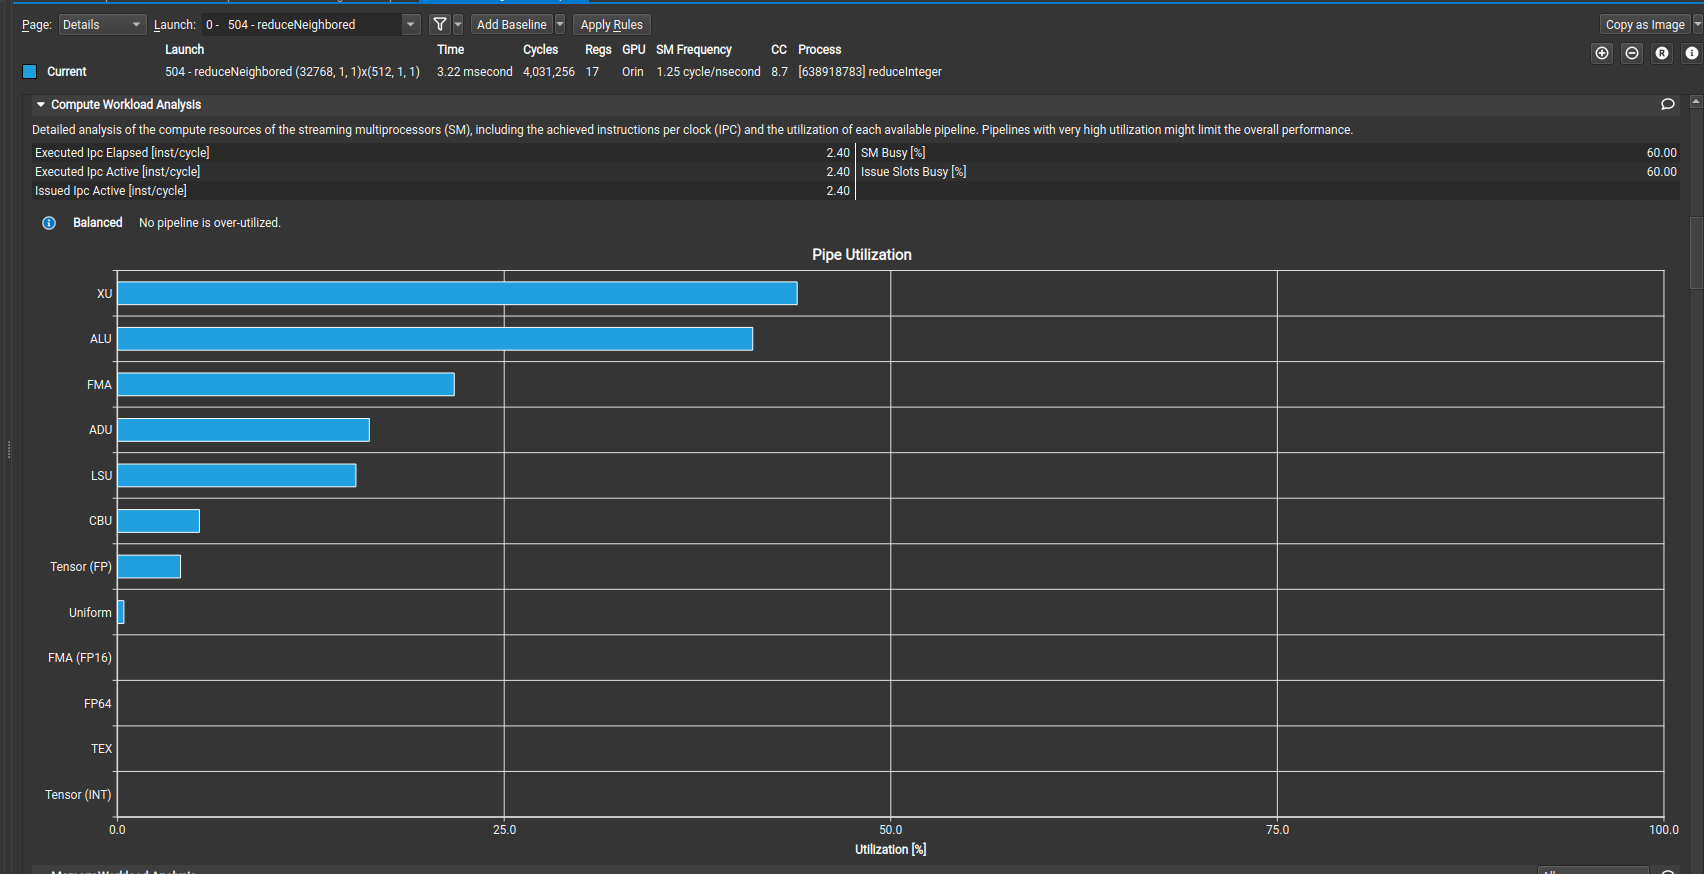 Page: Details Launch: 0 - 504 - reduceNeighbored Add Baseline Apply Rules Copy as Image
Launch Time Cycles Regs GPU SM Frequency CC Process
Current 504 - reduceNeighbored (32768, 1, 1)x(512, 1, 1) 3.22 msecond 4,031,256 17 Orin 1.25 cycle/nsecond 8.7 [638918783] reduceInteger
Compute Workload Analysis
Detailed analysis of the compute resources of the streaming multiprocessors (SM), including the achieved instructions per clock (IPC) and the utilization of each available pipeline. Pipelines with very high utilization might limit the overall performance.
Executed Ipc Elapsed [inst/cycle] 2.40 SM Busy [%] 60.00
Executed Ipc Active [inst/cycle] 2.40 Issue Slots Busy [%] 60.00
Issued Ipc Active [inst/cycle] 2.40
Balanced No pipeline is over-utilized.
Pipe Utilization
XU
ALU
FMA
ADU
LSU
CBU
Tensor (FP)
Uniform
FMA (FP16)
FP64
TEX
Tensor (INT)
0.0 25.0 50.0 75.0 100.0
Utilization [%]
Memory Workload Analysis All